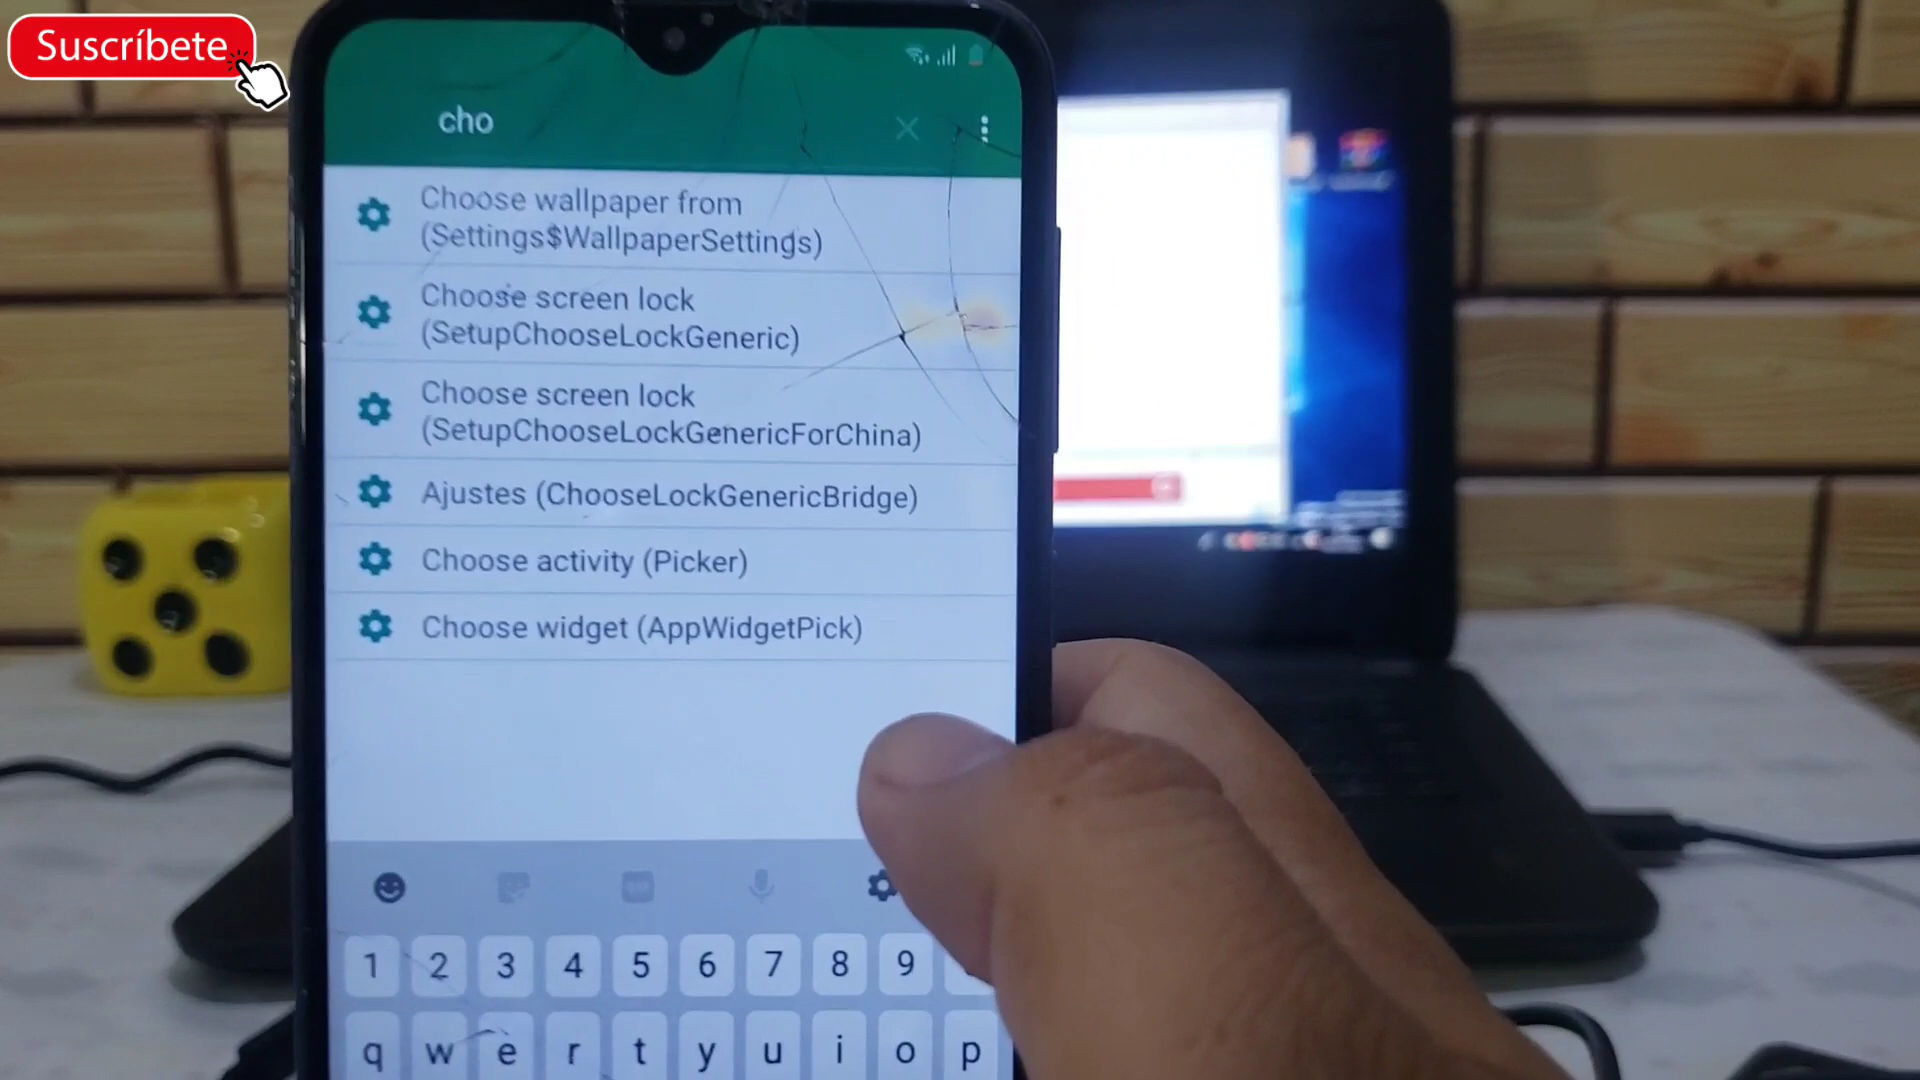 Suscríbete
cho
Choose wallpaper from
(Settings$WallpaperSettings)
Choose screen lock
(SetupChooseLockGeneric)
Choose screen lock
(SetupChooseLockGenericForChina)
Ajustes (ChooseLockGenericBridge)
Choose activity (Picker)
Choose widget (AppWidgetPick)
1 2 3 4 5 6 7 8 9
q w e r t y u i o p